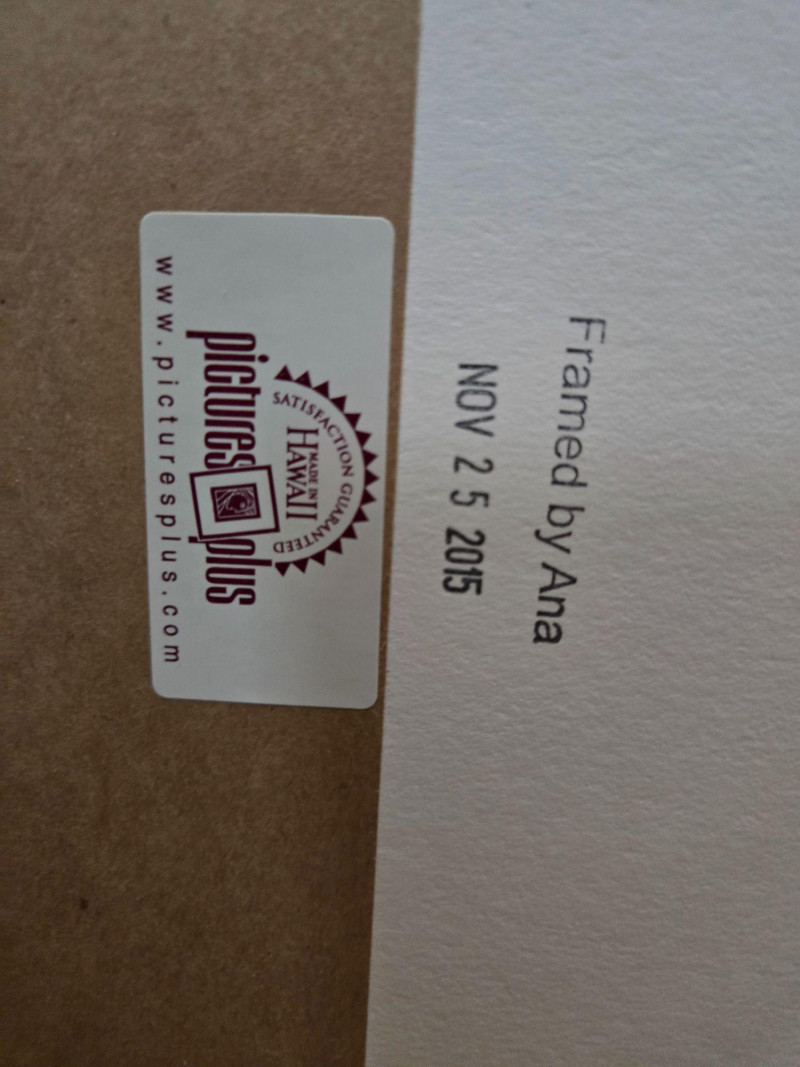 Framed by Ana
NOV 25 2015
SATISFACTION GUARANTEED
MADE IN
HAWAII
pictures plus
www.picturesplus.com